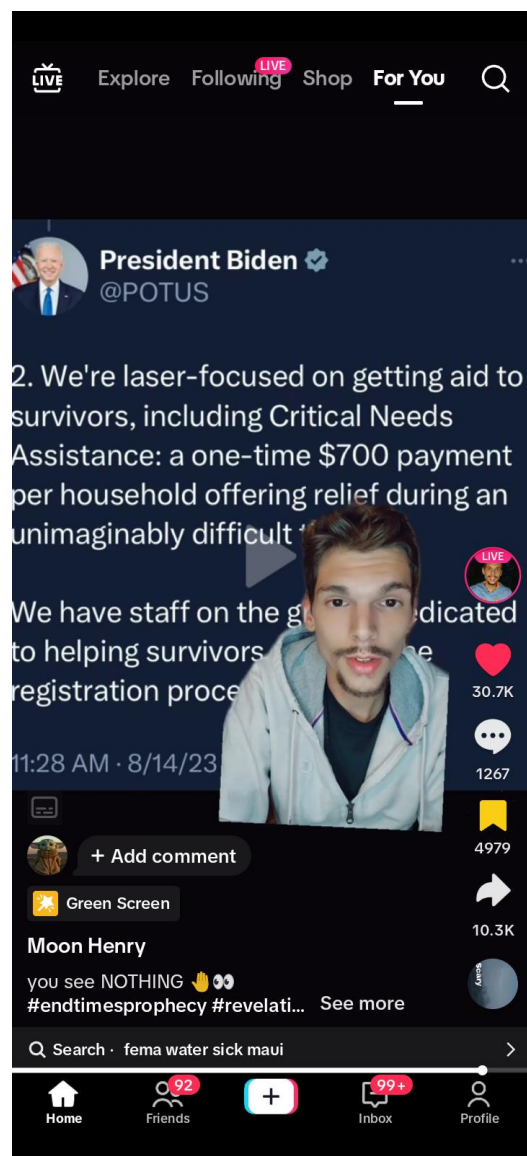 LIVE
Explore
Following
LIVE
Shop
For You
President Biden
@POTUS
2. We're laser-focused on getting aid to
survivors, including Critical Needs
Assistance: a one-time $700 payment
per household offering relief during an
unimaginably difficult
We have staff on the dedicated
to helping survivors
registration
11:28 AM · 8/14/23
LIVE
30.7K
1267
4979
10.3K
+ Add comment
Green Screen
Moon Henry
you see NOTHING 🤚👀
#endtimesprophecy #revelati... See more
Scary
Search · fema water sick maui
92
99+
Home
Friends
Inbox
Profile